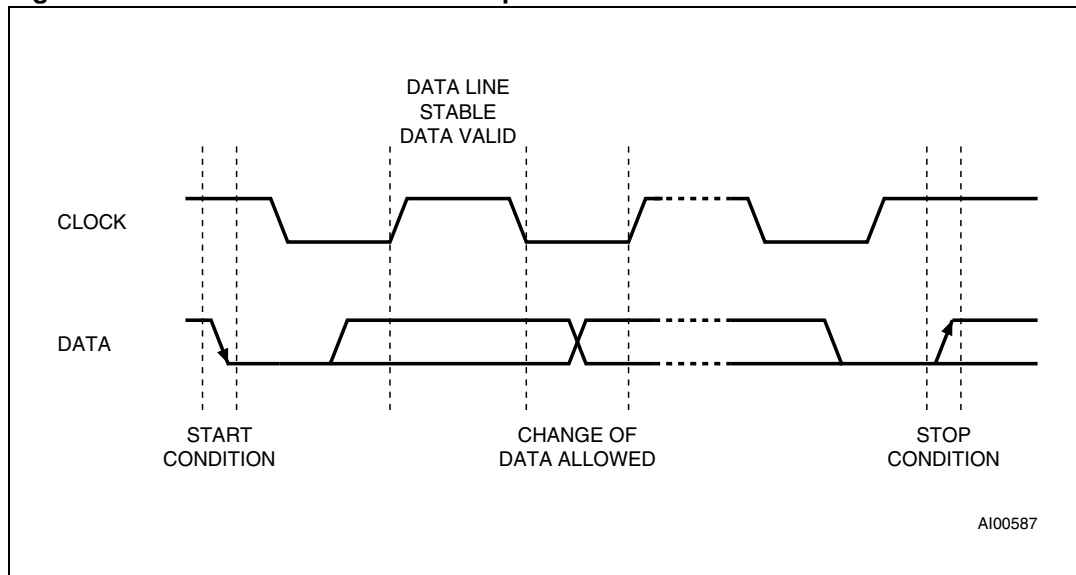 DATA LINE
STABLE
DATA VALID
CLOCK
DATA
START
CONDITION
CHANGE OF
DATA ALLOWED
STOP
CONDITION
AI00587